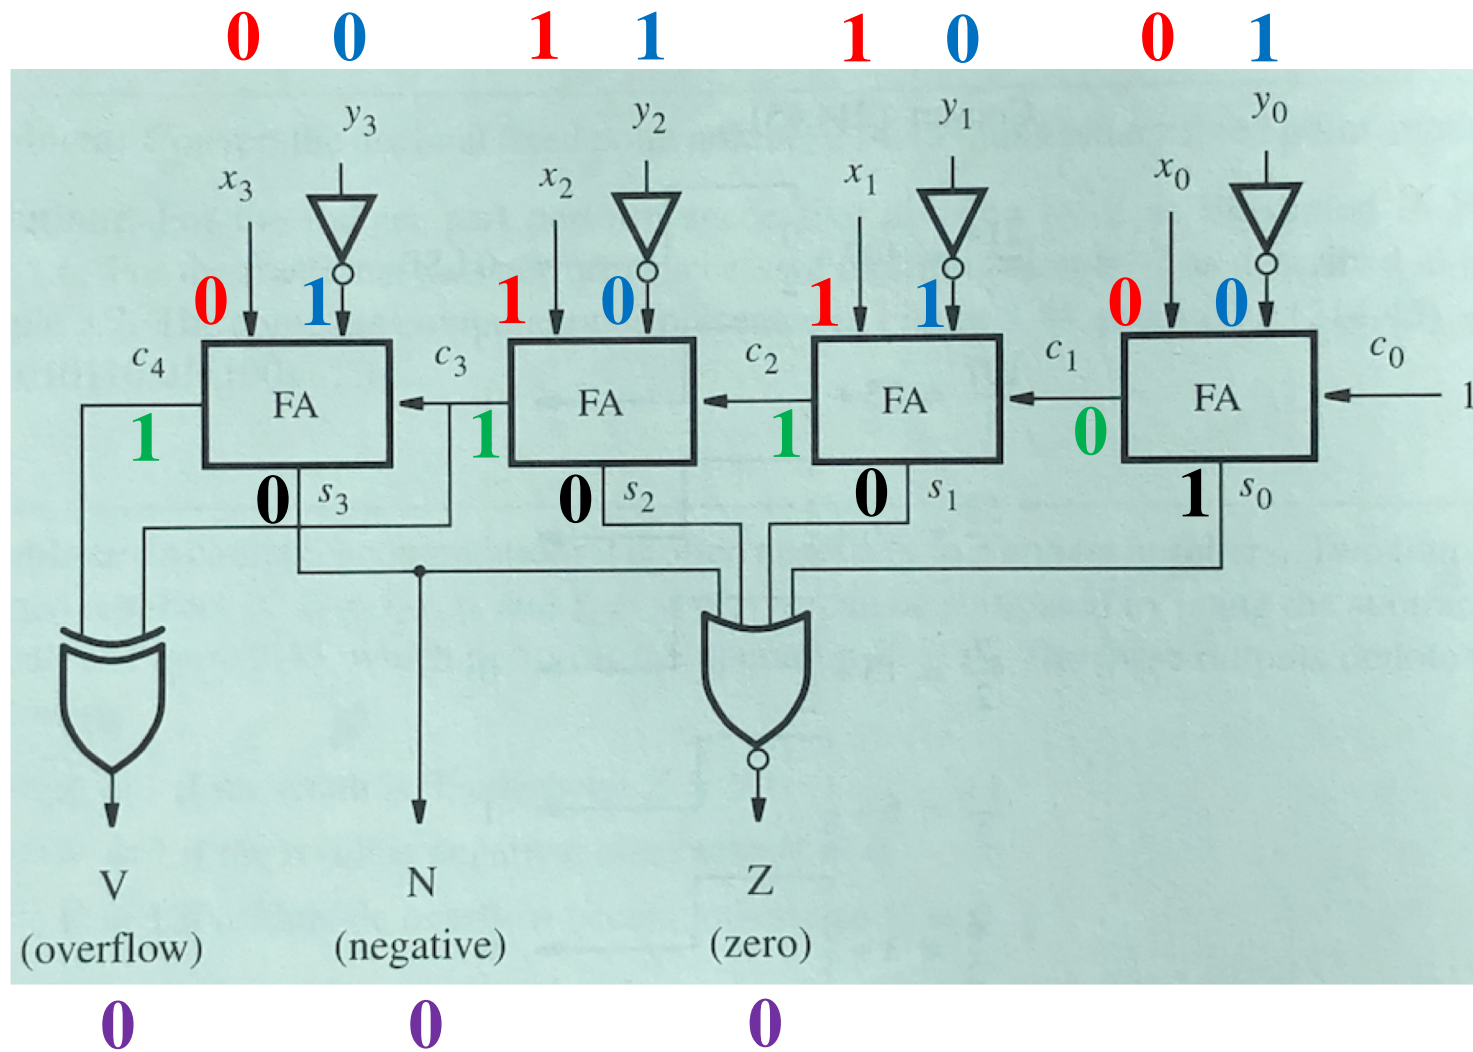 0 0 1 1 1 0 0 1
y3 y2 y1 y0
x3 x2 x1 x0
0 1 1 0 1 1 0 0
c4 c3 c2 c1 c0
FA FA FA FA 1
1 1 1 0
0 s3 0 s2 0 s1 1 s0
V N Z
(overflow) (negative) (zero)
0 0 0